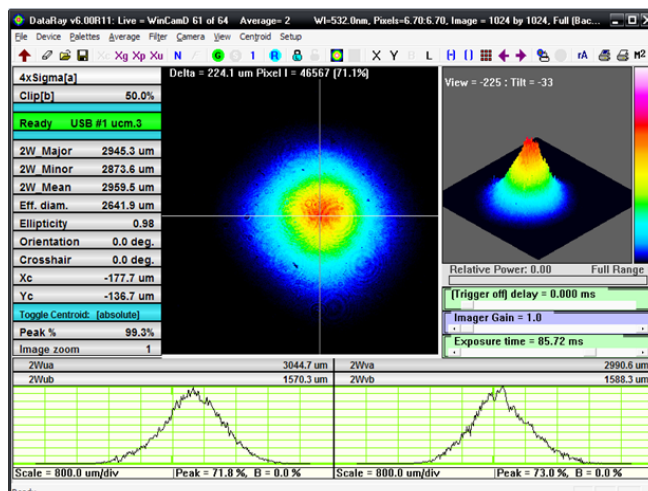 DataRay v6.00R11: Live = WinCamD 61 of 64 Average= 2 Wl=532.0nm, Pixels=6.70:6.70, Image = 1024 by 1024, Full (Bac...
File Device Palettes Average Filter Camera View Centroid Setup
Xc Xg Xp Xu N G 1 R X Y G L rA M²
4xSigma[a]
Clip[b] 50.0%
Ready USB #1 ucm.3
2W_Major 2945.3 um
2W_Minor 2873.6 um
2W_Mean 2959.5 um
Eff. diam. 2641.9 um
Ellipticity 0.98
Orientation 0.0 deg.
Crosshair 0.0 deg.
Xc -177.7 um
Yc -136.7 um
Toggle Centroid: [absolute]
Peak % 99.3%
Image zoom 1
Delta = 224.1 um Pixel I = 46567 [71.1%]
View = -225 : Tilt = -33
Relative Power: 0.00 Full Range
[Trigger off] delay = 0.000 ms
Imager Gain = 1.0
Exposure time = 85.72 ms
2Wua 3044.7 um
2Wub 1570.3 um
2Wva 2990.6 um
2Wvb 1588.3 um
Scale = 800.0 um/div Peak = 71.8 %, B = 0.0 %
Scale = 800.0 um/div Peak = 73.0 %, B = 0.0 %